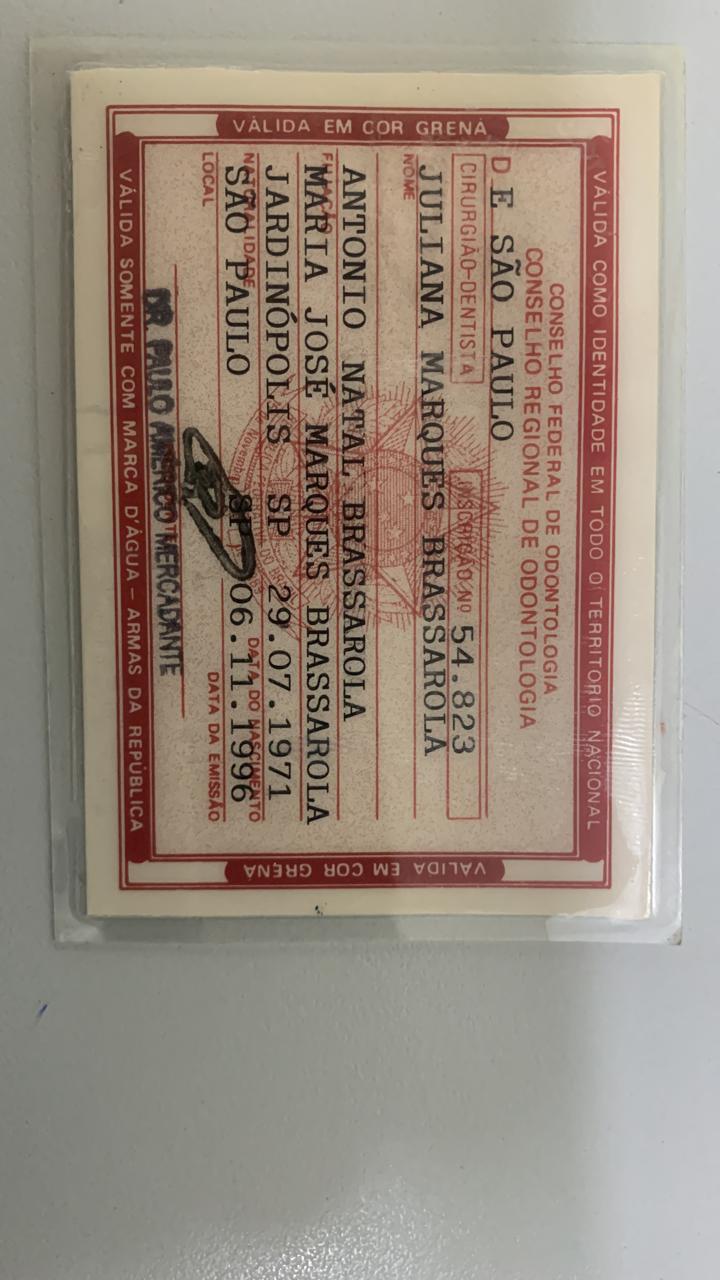 VÁLIDA COMO IDENTIDADE EM TODO O TERRITÓRIO NACIONAL
CONSELHO FEDERAL DE ODONTOLOGIA
CONSELHO REGIONAL DE ODONTOLOGIA
D E SÃO PAULO
CIRURGIÃO-DENTISTA INSCRIÇÃO Nº 54.823
JULIANA MARQUES BRASSAROLA
NOME
ANTONIO NATAL BRASSAROLA
MARIA JOSÉ MARQUES BRASSAROLA
FILIAÇÃO
JARDINÓPOLIS SP 29.07.1971
NATURALIDADE DATA DO NASCIMENTO
SÃO PAULO SP 06.11.1996
LOCAL DATA DA EMISSÃO
DR. PAULO AMÉRICO MERCADANTE
VÁLIDA SOMENTE COM MARCA D'ÁGUA - ARMAS DA REPÚBLICA
VÁLIDA EM COR GRENÁ
VÁLIDA EM COR GRENÁ